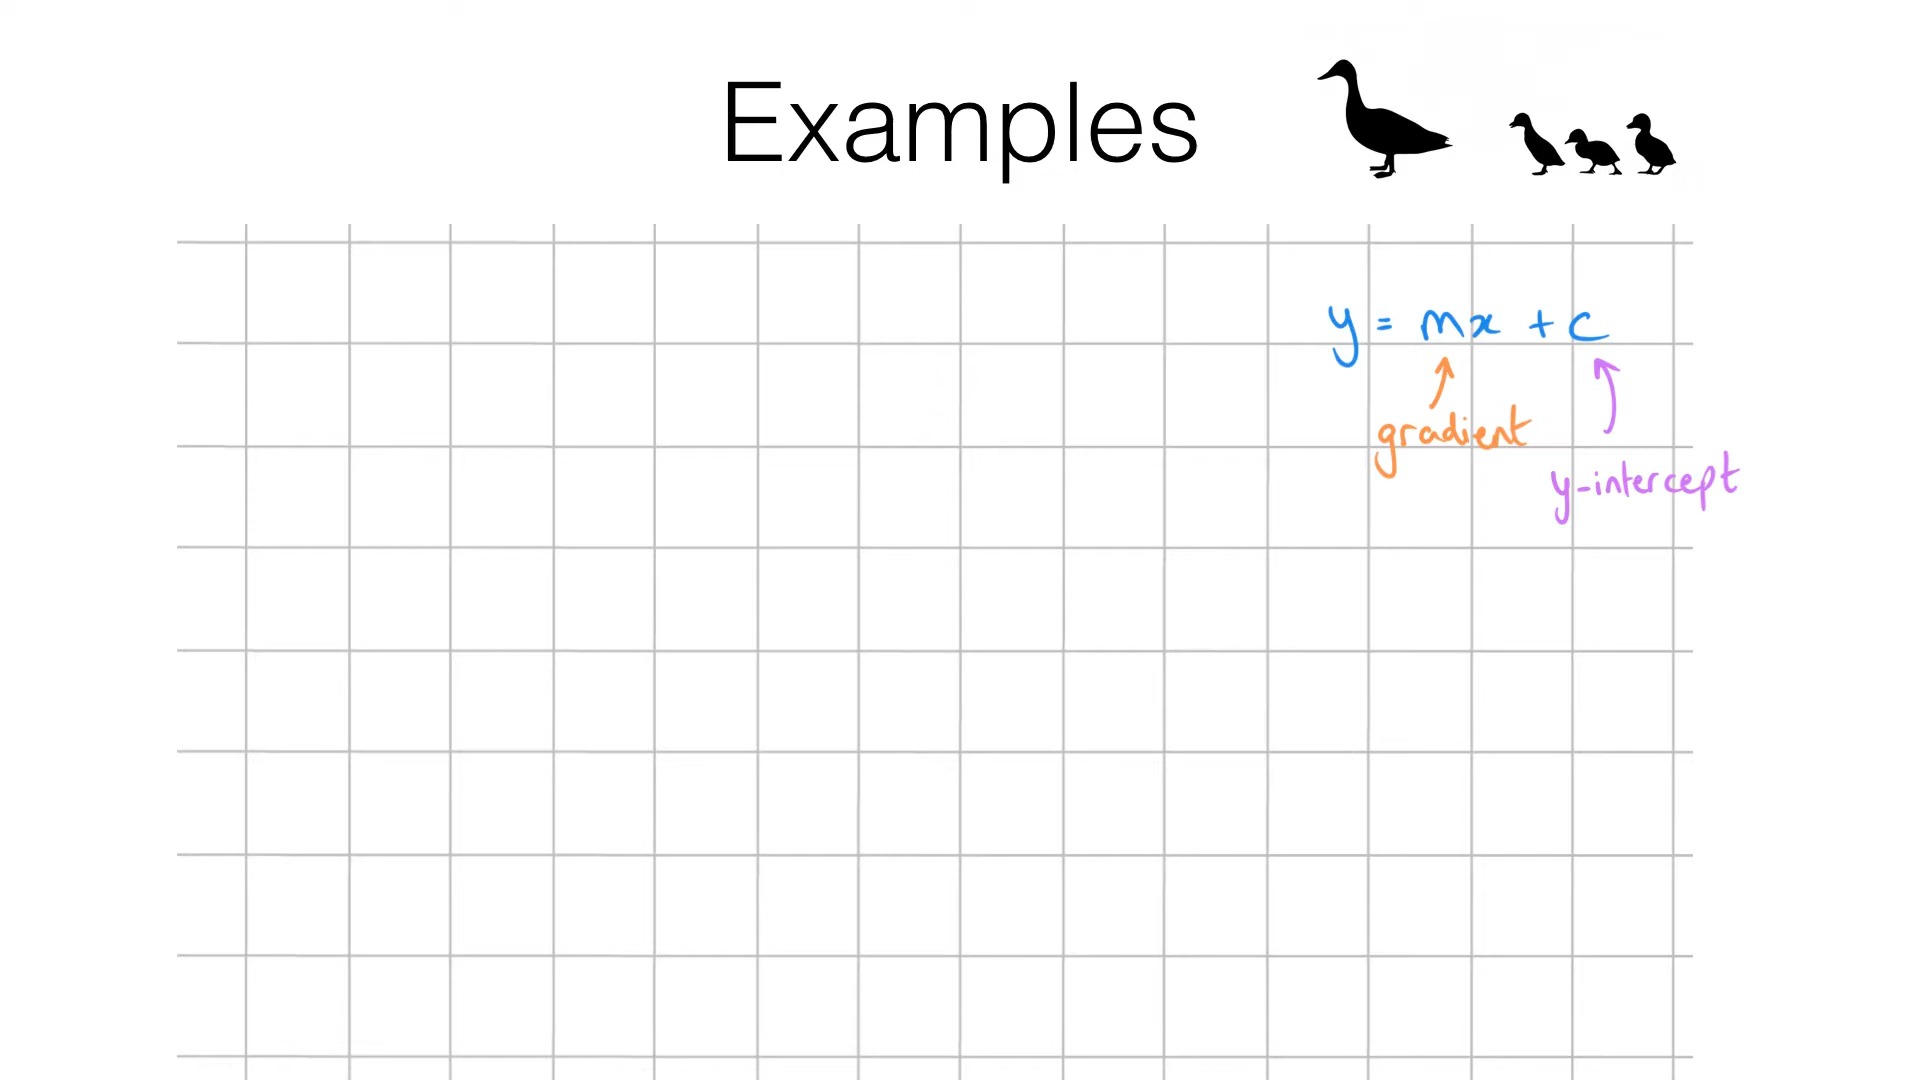 Examples
y = mx + c
gradient
y-intercept